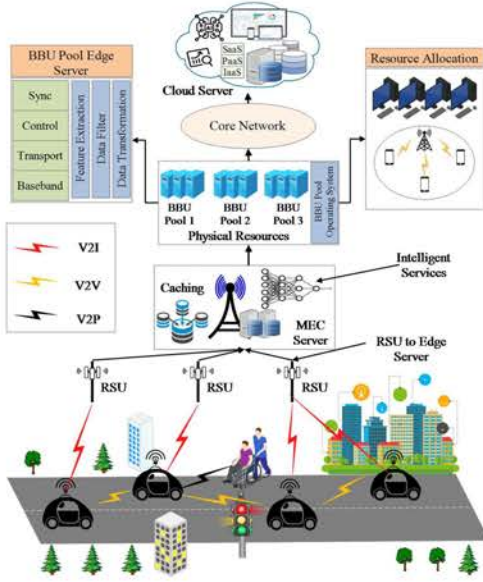 SaaS
PaaS
IaaS
Cloud Server
BBU Pool Edge
Server
Sync
Control
Transport
Baseband
Feature Extraction
Data Filter
Data Transformation
Core Network
Resource Allocation
BBU
Pool 1
BBU
Pool 2
BBU
Pool 3
Physical Resources
BBU Pool
Operating System
V2I
V2V
V2P
Caching
MEC
Server
Intelligent
Services
RSU to Edge
Server
RSU
RSU
RSU